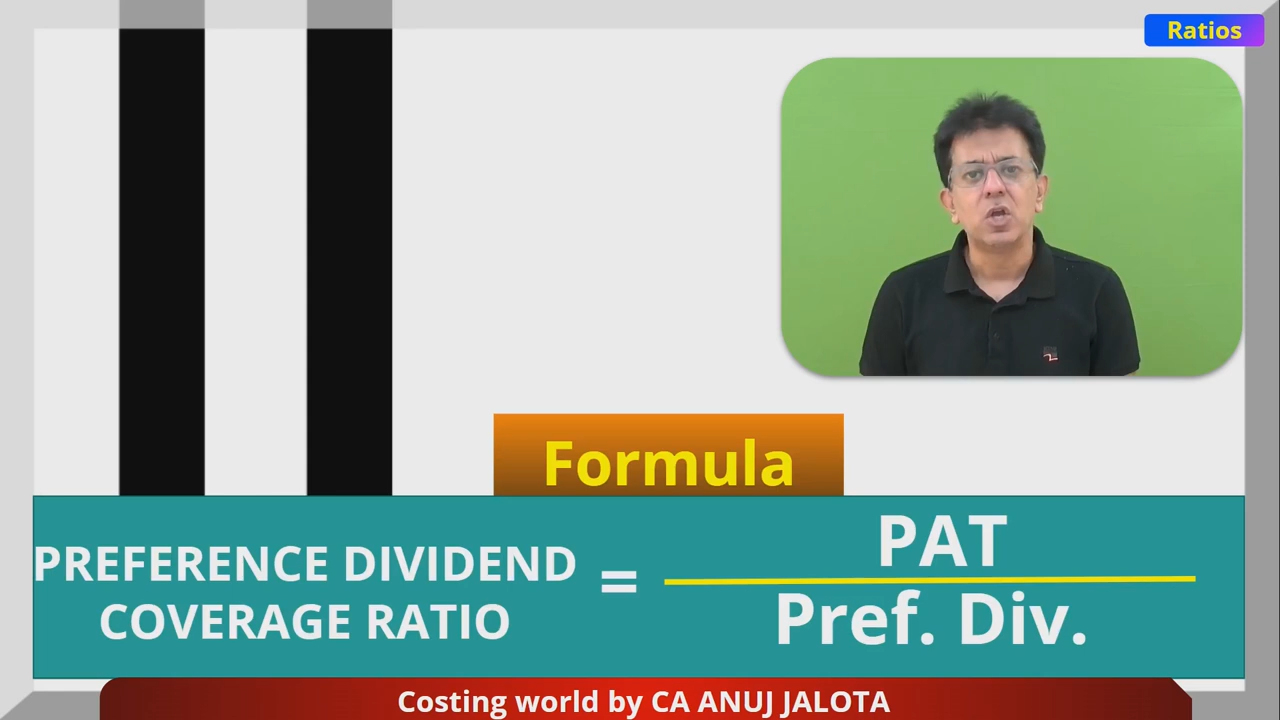 Ratios
Formula
PREFERENCE DIVIDEND
COVERAGE RATIO
=
PAT
Pref. Div.
Costing world by CA ANUJ JALOTA